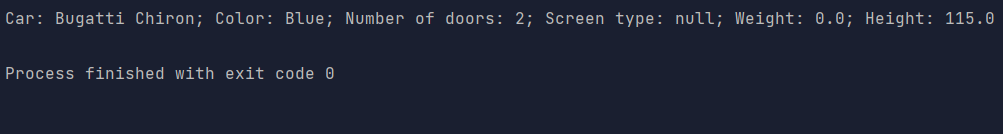 Car: Bugatti Chiron; Color: Blue; Number of doors: 2; Screen type: null; Weight: 0.0; Height: 115.0
Process finished with exit code 0